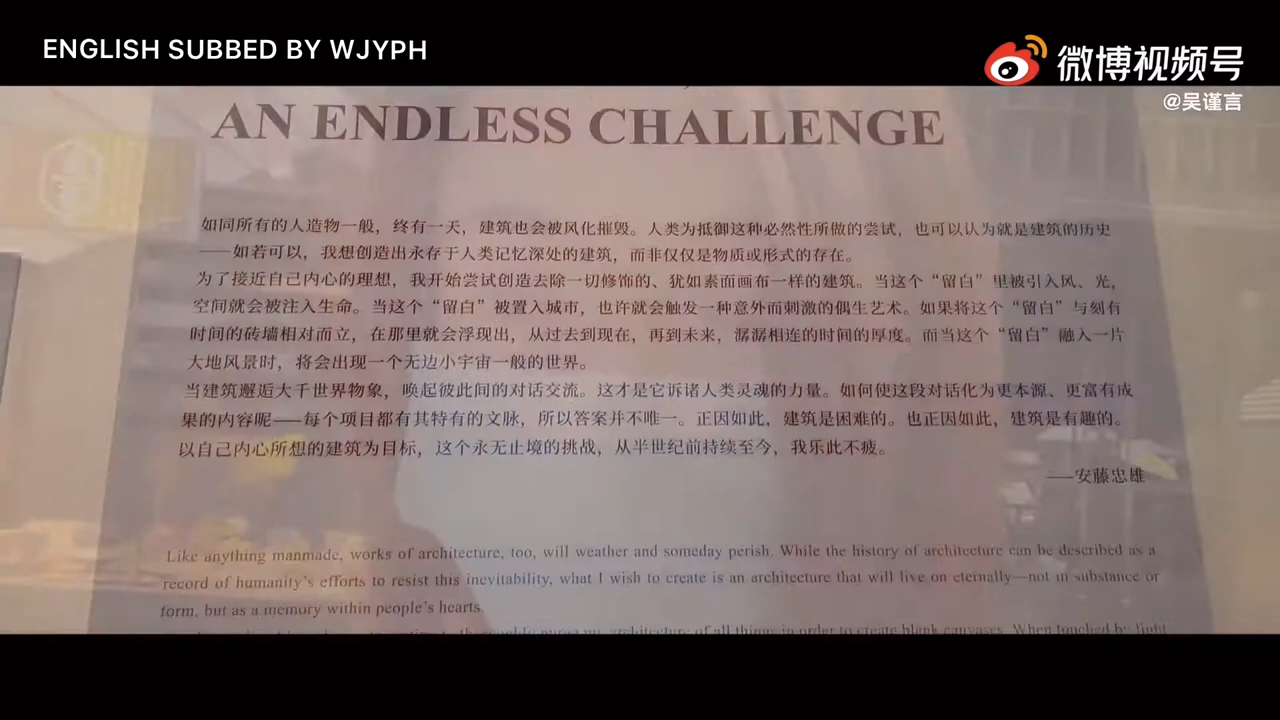 ENGLISH SUBBED BY WJYPH
微博视频号
@吴谨言
AN ENDLESS CHALLENGE
如同所有的人造物一般，终有一天，建筑也会被风化摧毁。人类为抵御这种必然性所做的尝试，也可以认为就是建筑的历史
——如若可以，我想创造出永存于人类记忆深处的建筑，而非仅仅是物质或形式的存在。
为了接近自己内心的理想，我开始尝试创造去除一切修饰的、犹如素面画布一样的建筑。当这个“留白”里被引入风、光，
空间就会被注入生命。当这个“留白”被置入城市，也许就会触发一种意外而刺激的偶生艺术。如果将这个“留白”与刻有
时间的砖墙相对而立，在那里就会浮现出，从过去到现在，再到未来，潺潺相连的时间的厚度。而当这个“留白”融入一片
大地风景时，将会出现一个无边小宇宙一般的世界。
当建筑邂逅大千世界物象，唤起彼此间的对话交流。这才是它诉诸人类灵魂的力量。如何使这段对话化为更本源、更富有成
果的内容呢——每个项目都有其特有的文脉，所以答案并不唯一。正因如此，建筑是困难的。也正因如此，建筑是有趣的。
以自己内心所想的建筑为目标，这个永无止境的挑战，从半世纪前持续至今，我乐此不疲。
——安藤忠雄
Like anything manmade, works of architecture, too, will weather and someday perish. While the history of architecture can be described as a
record of humanity's efforts to resist this inevitability, what I wish to create is an architecture that will live on eternally—not in substance or
form, but as a memory within people's hearts.
architecture of all things in order to create blank canvases. When touched by light